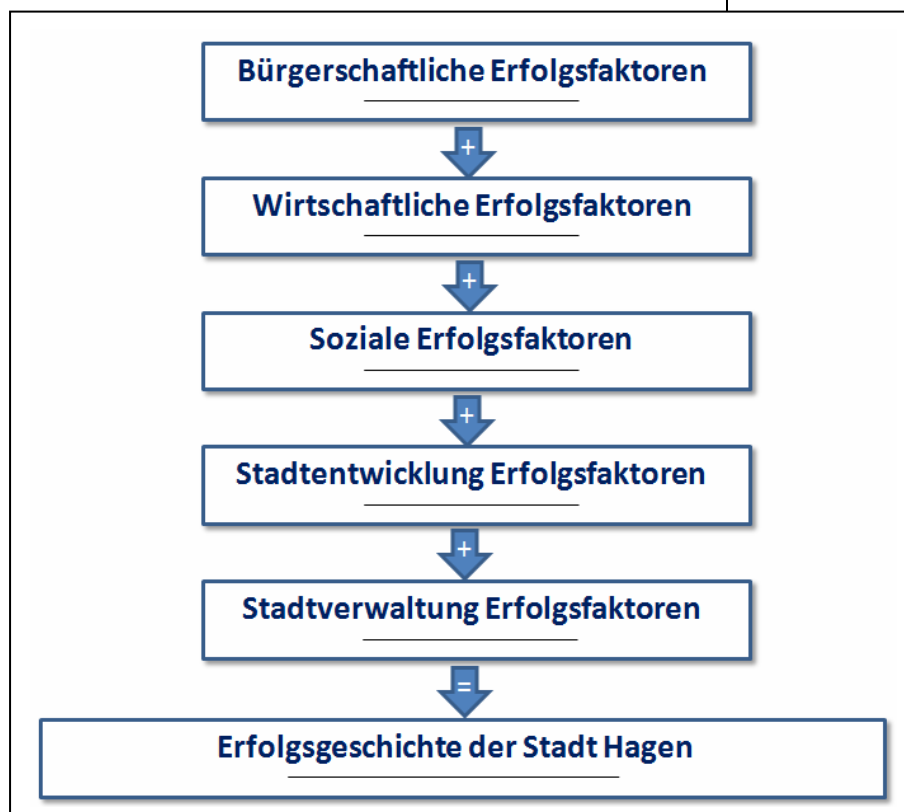 Bürgerschaftliche Erfolgsfaktoren
+
Wirtschaftliche Erfolgsfaktoren
+
Soziale Erfolgsfaktoren
+
Stadtentwicklung Erfolgsfaktoren
+
Stadtverwaltung Erfolgsfaktoren
=
Erfolgsgeschichte der Stadt Hagen